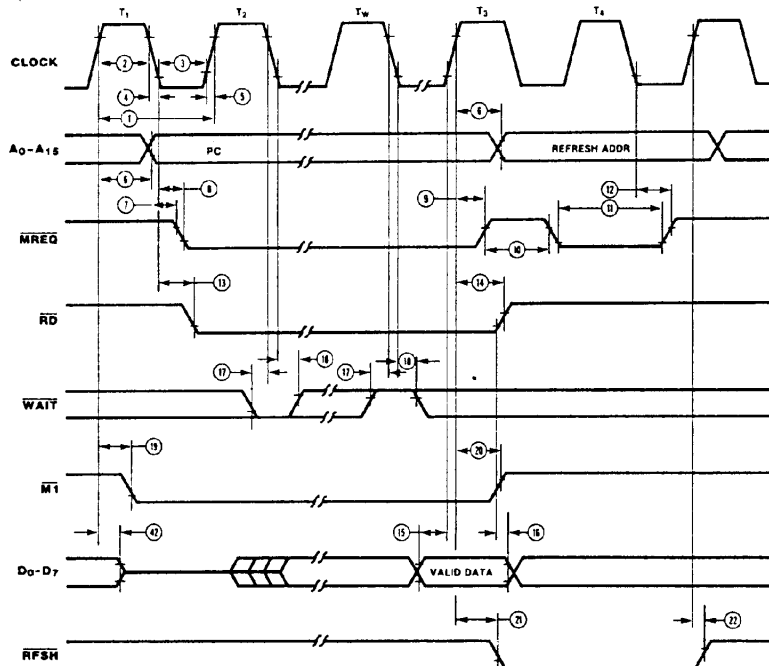 T1 T2 TW T3 T4
CLOCK
2 3
4 5
1 6
A0-A15 PC REFRESH ADDR
6 8 12
7 9 11
MREQ
10
13 14
RD
17 18 17 18
WAIT
19 20
M1
42 15 16
D0-D7 VALID DATA
21 22
RFSH